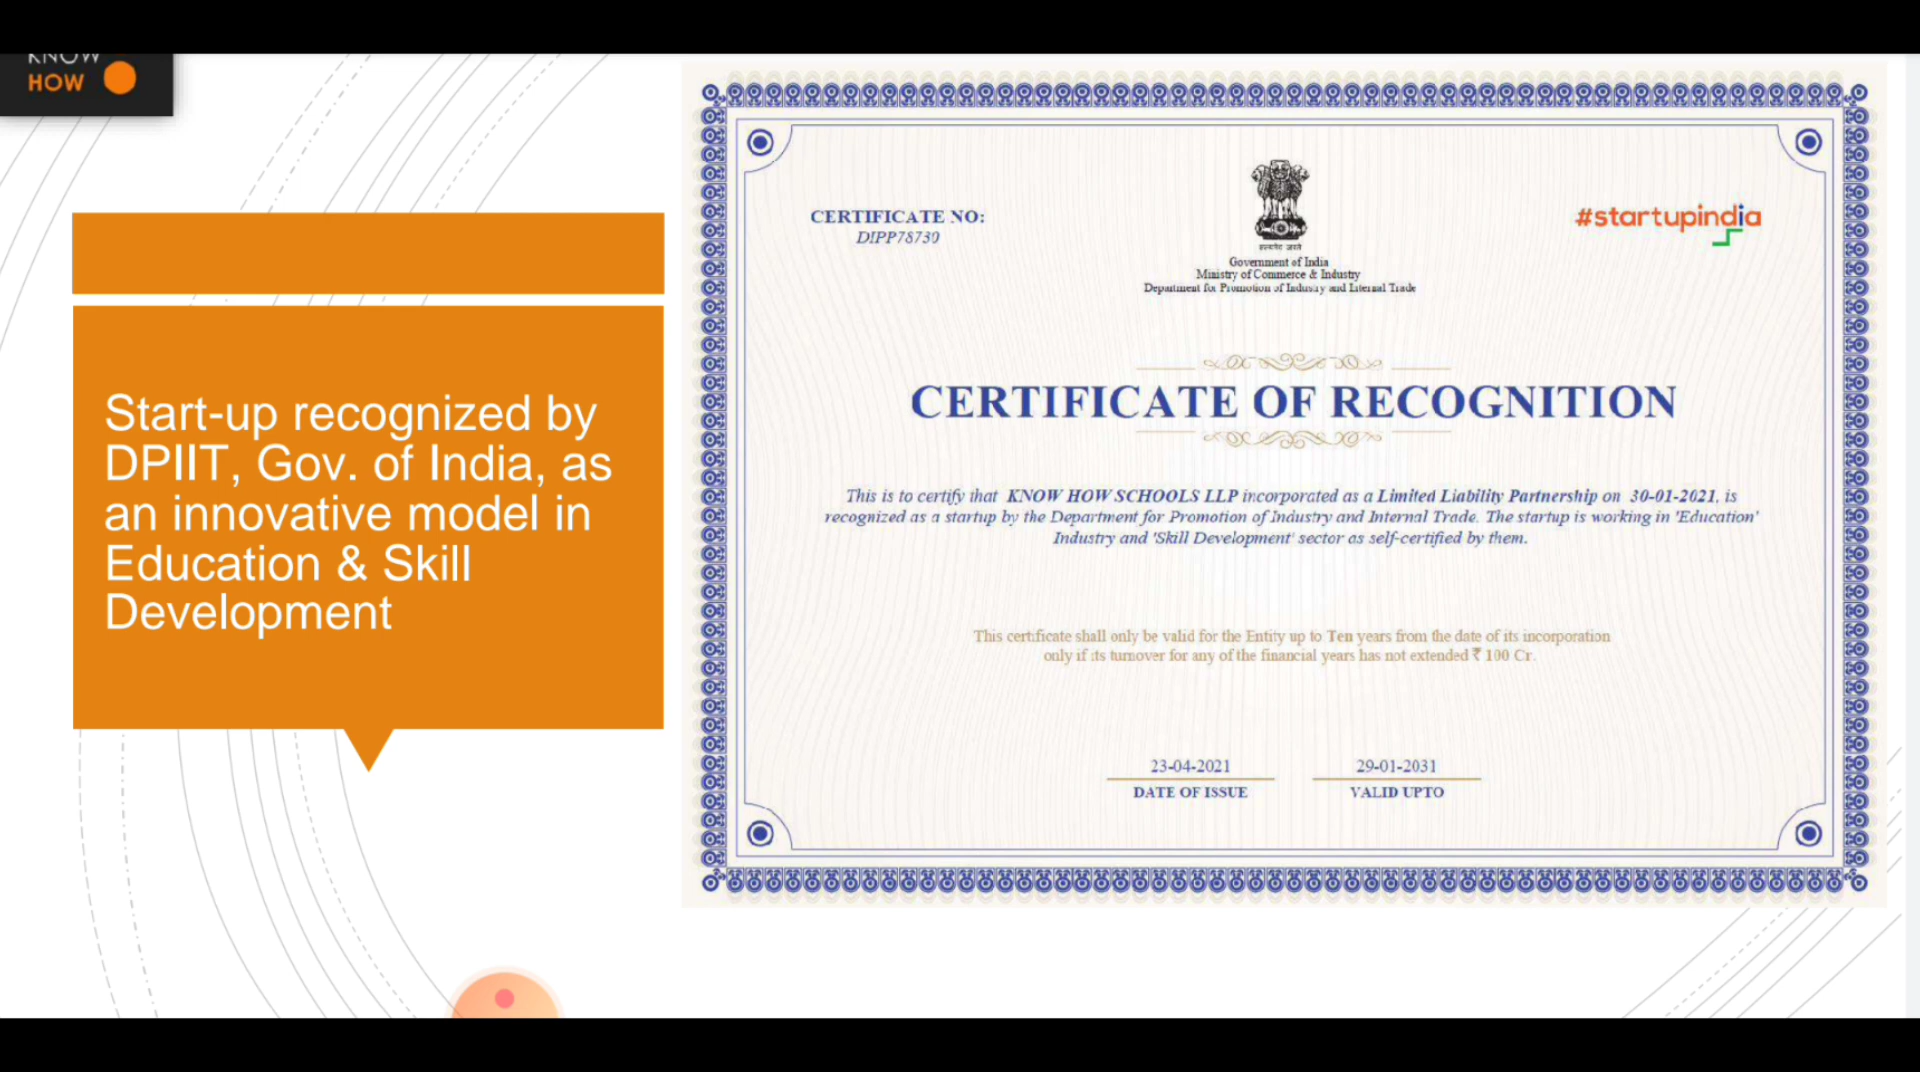 KNOW
HOW
Start-up recognized by
DPIIT, Gov. of India, as
an innovative model in
Education & Skill
Development
CERTIFICATE NO:
DIPP78730
सत्यमेव जयते
Government of India
Ministry of Commerce & Industry
Department for Promotion of Industry and Internal Trade
#startupindia
CERTIFICATE OF RECOGNITION
This is to certify that KNOW HOW SCHOOLS LLP incorporated as a Limited Liability Partnership on 30-01-2021, is
recognized as a startup by the Department for Promotion of Industry and Internal Trade. The startup is working in 'Education'
Industry and 'Skill Development' sector as self-certified by them.
This certificate shall only be valid for the Entity up to Ten years from the date of its incorporation
only if its turnover for any of the financial years has not extended ₹ 100 Cr.
23-04-2021
DATE OF ISSUE
29-01-2031
VALID UPTO